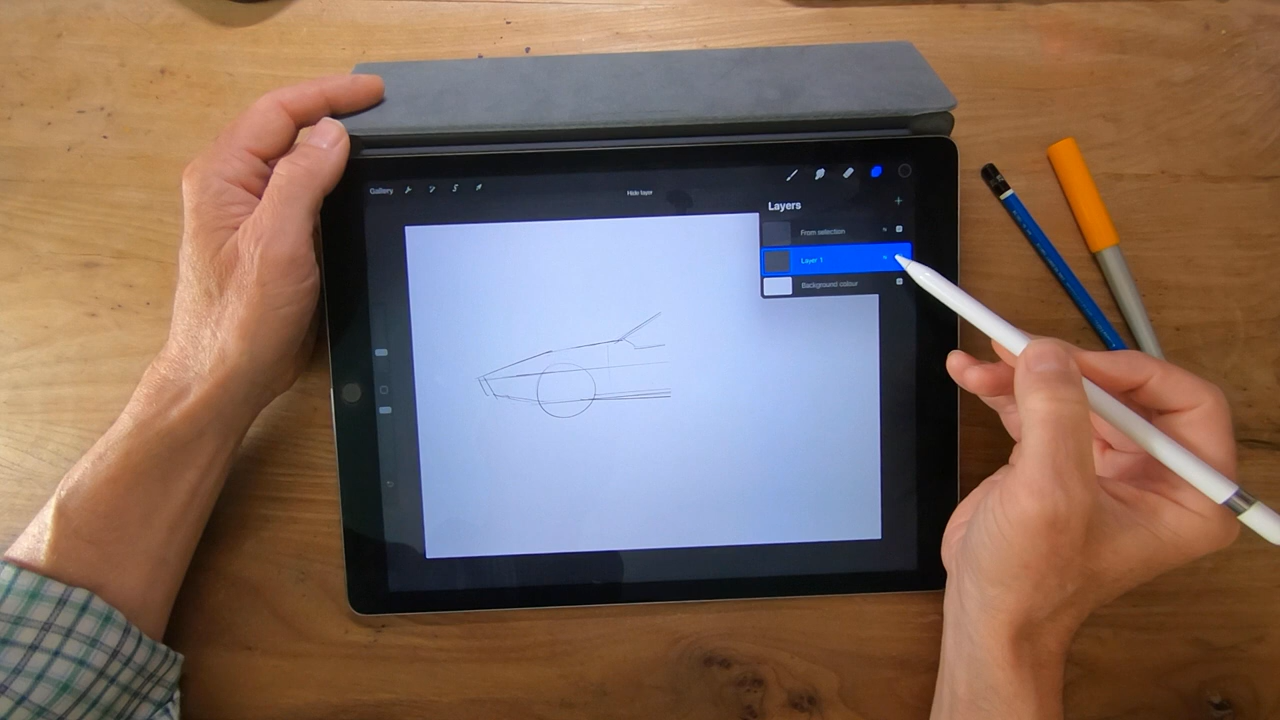 Gallery
Hide layer
Layers
From selection
N
Layer 1
N
Background colour